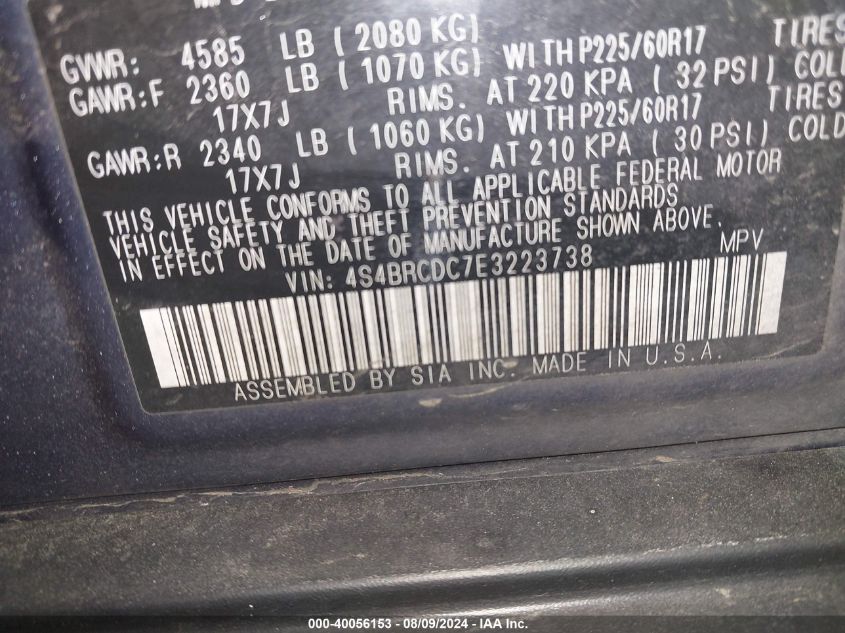 GVWR: 4585 LB ( 2080 KG)
GAWR:F 2360 LB ( 1070 KG) WITH P225/60R17 TIRES
17X7J RIMS. AT 220 KPA ( 32 PSI) COLD
GAWR:R 2340 LB ( 1060 KG) WITH P225/60R17 TIRES
17X7J RIMS. AT 210 KPA ( 30 PSI) COLD
THIS VEHICLE CONFORMS TO ALL APPLICABLE FEDERAL MOTOR
VEHICLE SAFETY AND THEFT PREVENTION STANDARDS
IN EFFECT ON THE DATE OF MANUFACTURE SHOWN ABOVE.
VIN: 4S4BRCDC7E3223738 MPV
ASSEMBLED BY SIA INC. MADE IN U.S.A.
000-40056153 - 08/09/2024 - IAA Inc.